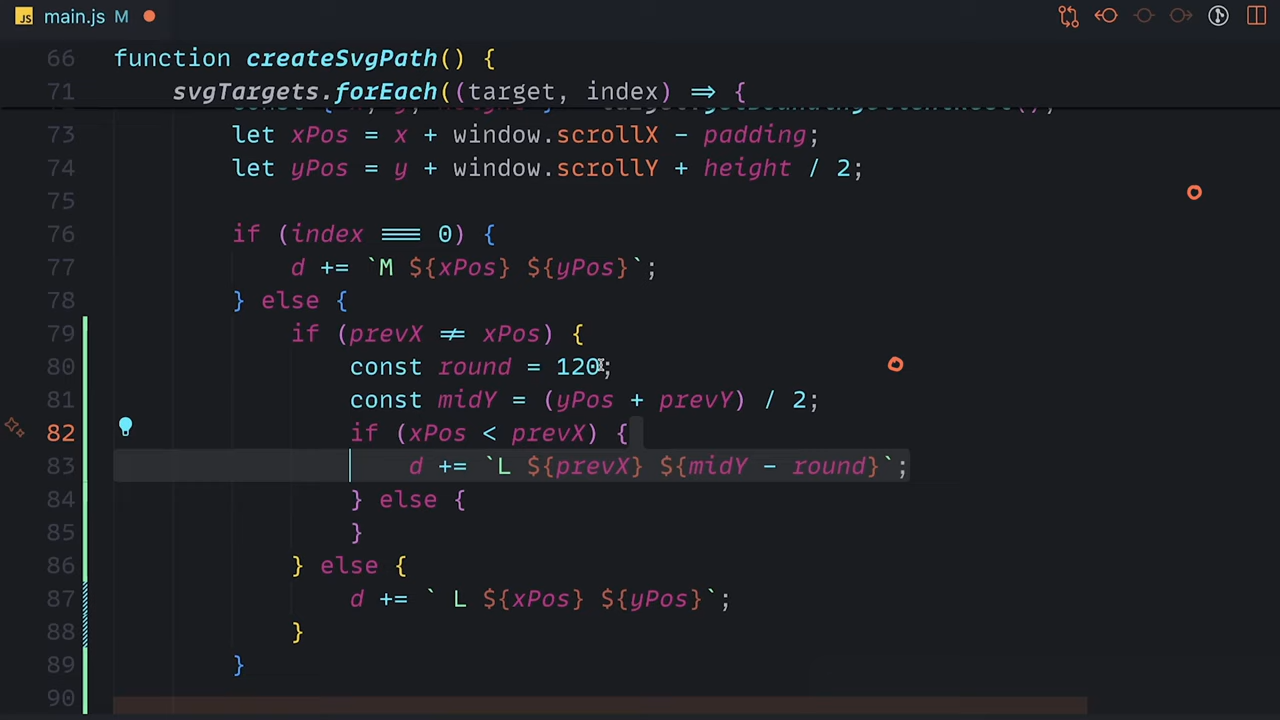 JS main.js M
66 function createSvgPath() {
71 svgTargets.forEach((target, index) => {
73 let xPos = x + window.scrollX - padding;
74 let yPos = y + window.scrollY + height / 2;
75
76 if (index === 0) {
77 d += `M ${xPos} ${yPos}`;
78 } else {
79 if (prevX != xPos) {
80 const round = 120;
81 const midY = (yPos + prevY) / 2;
82 if (xPos < prevX) {
83 d += `L ${prevX} ${midY - round}`;
84 } else {
85 }
86 } else {
87 d += ` L ${xPos} ${yPos}`;
88 }
89 }
90